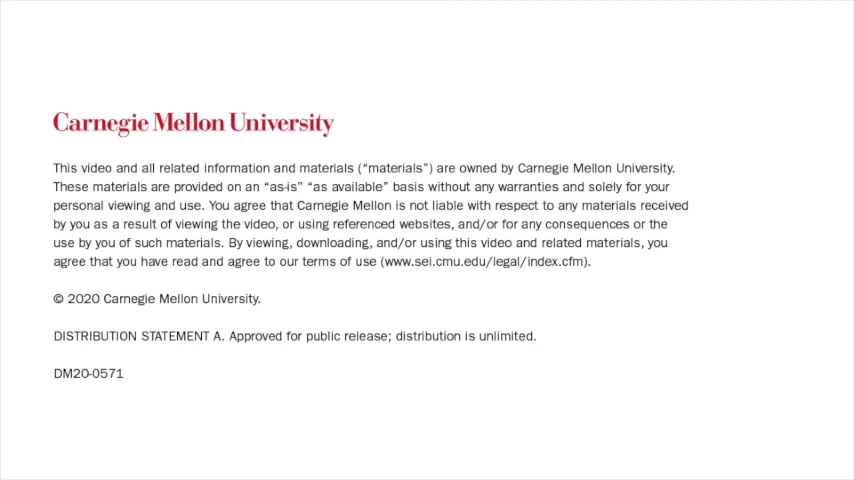 Carnegie Mellon University
This video and all related information and materials (“materials”) are owned by Carnegie Mellon University.
These materials are provided on an “as-is” “as available” basis without any warranties and solely for your
personal viewing and use. You agree that Carnegie Mellon is not liable with respect to any materials received
by you as a result of viewing the video, or using referenced websites, and/or for any consequences or the
use by you of such materials. By viewing, downloading, and/or using this video and related materials, you
agree that you have read and agree to our terms of use (www.sei.cmu.edu/legal/index.cfm).
© 2020 Carnegie Mellon University.
DISTRIBUTION STATEMENT A. Approved for public release; distribution is unlimited.
DM20-0571